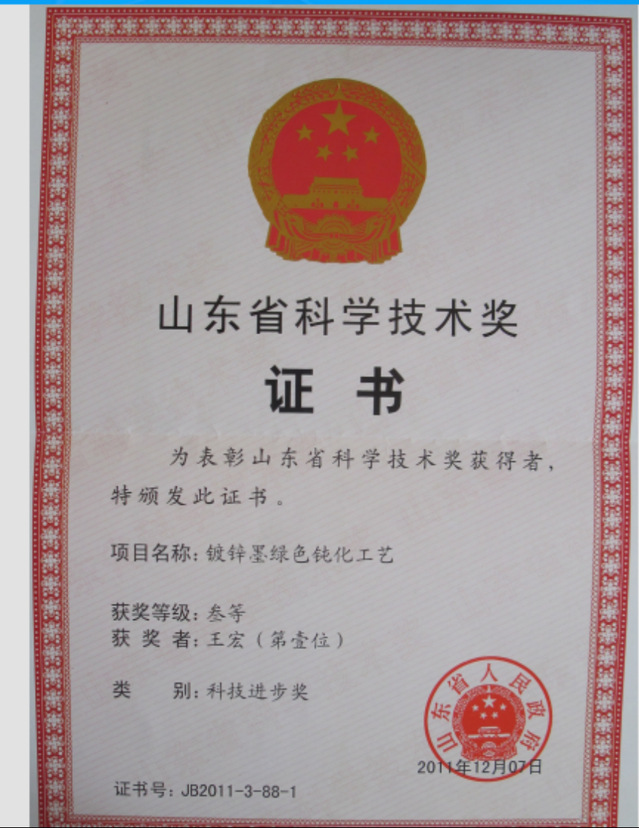 山东省科学技术奖
证 书
为表彰山东省科学技术奖获得者，
特颁发此证书。
项目名称：镀锌墨绿色钝化工艺
获奖等级：叁等
获 奖 者：王宏（第壹位）
类 别：科技进步奖
山东省人民政府
2011年12月07日
证书号：JB2011-3-88-1